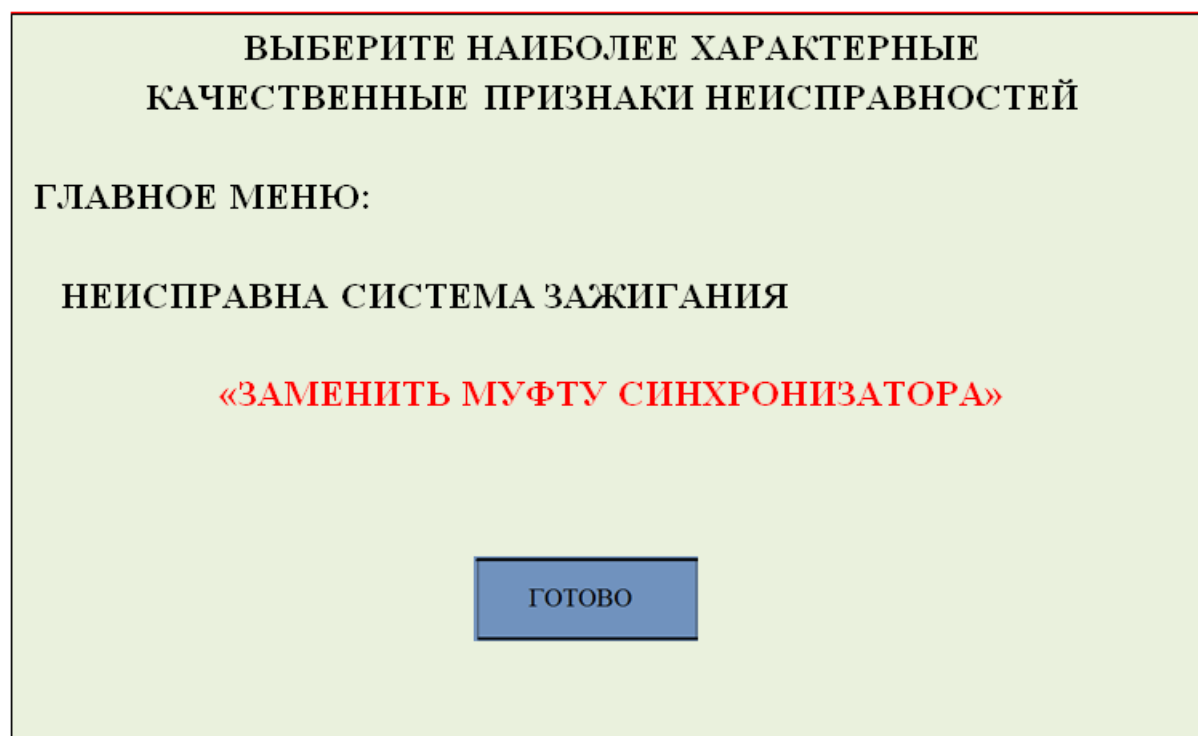 ВЫБЕРИТЕ НАИБОЛЕЕ ХАРАКТЕРНЫЕ
КАЧЕСТВЕННЫЕ ПРИЗНАКИ НЕИСПРАВНОСТЕЙ
ГЛАВНОЕ МЕНЮ:
НЕИСПРАВНА СИСТЕМА ЗАЖИГАНИЯ
«ЗАМЕНИТЬ МУФТУ СИНХРОНИЗАТОРА»
ГОТОВО